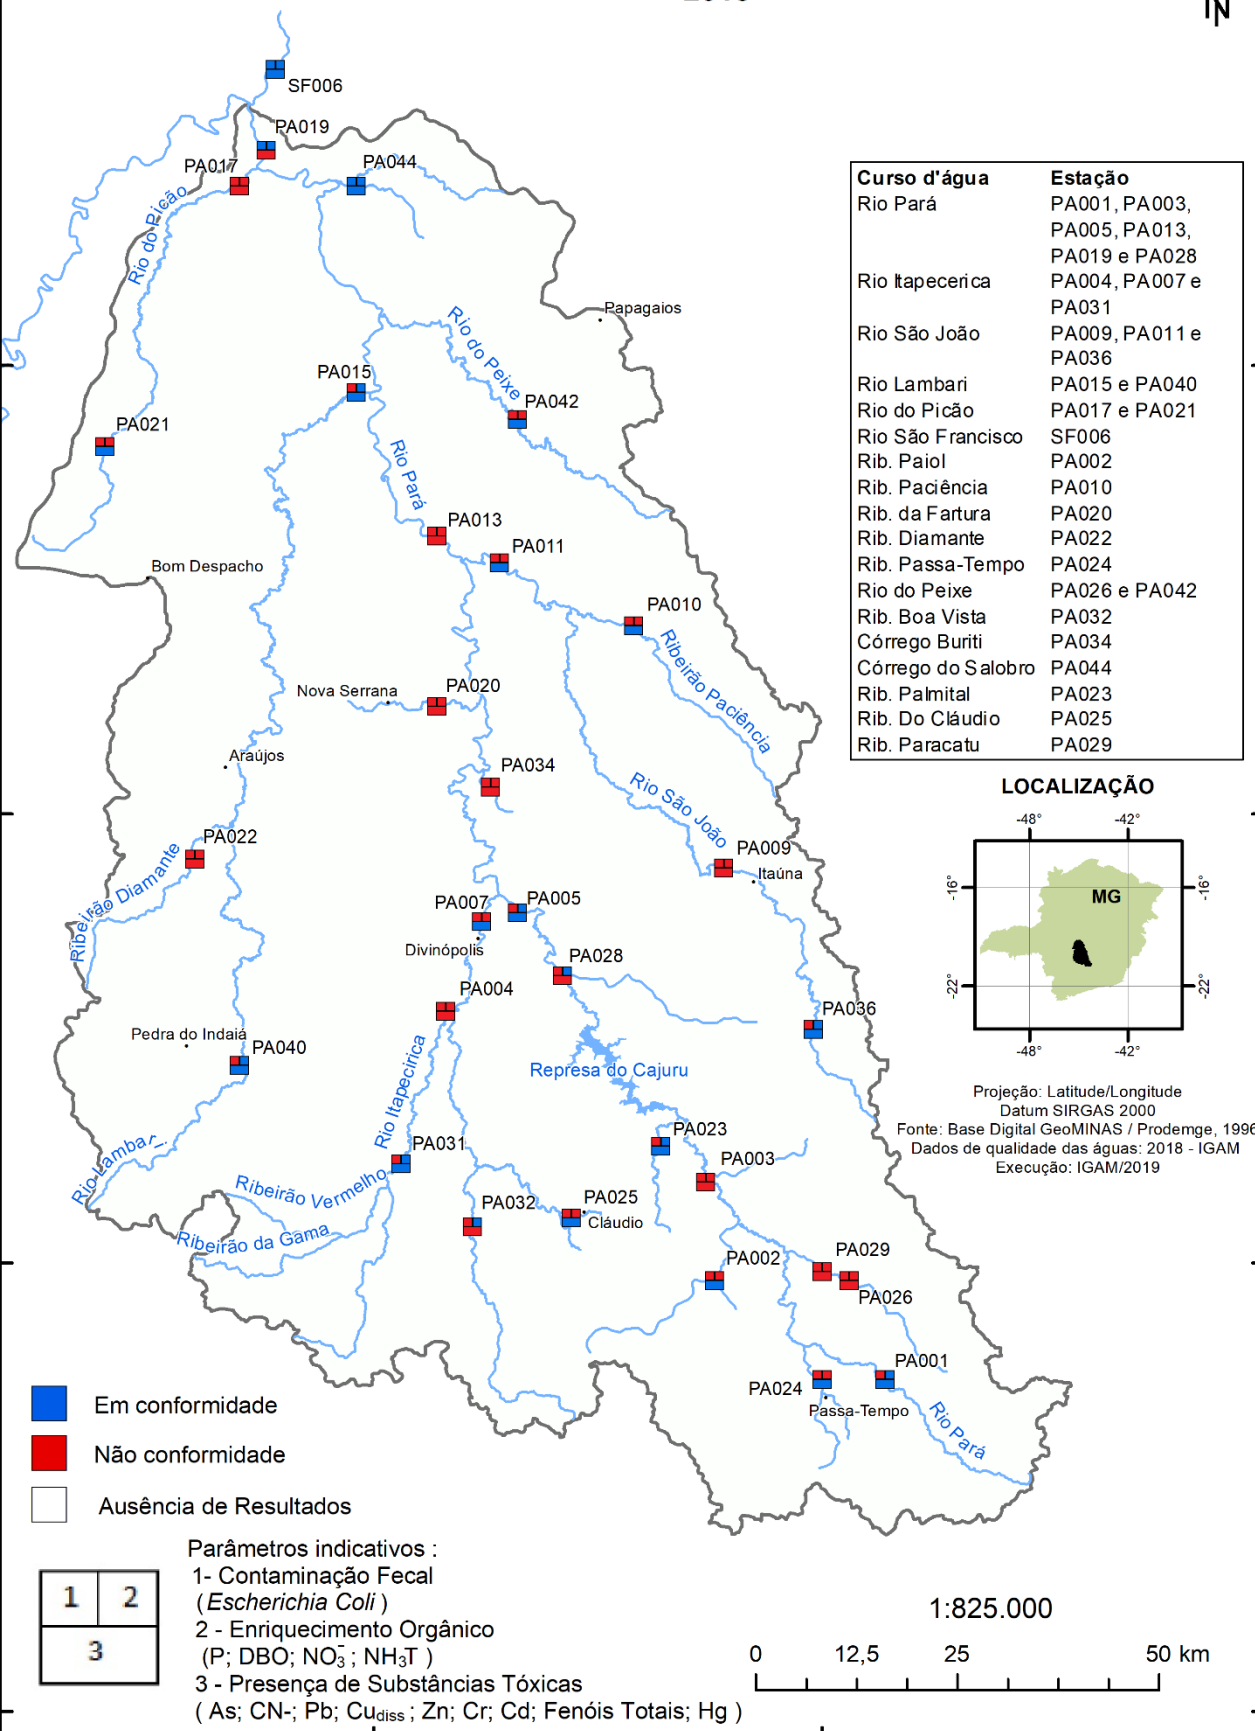 N
SF006
PA019
PA017
PA044
Rio do Picão
Papagaios
Rio do Peixe
PA015
PA042
PA021
Rio Pará
PA013
PA011
Bom Despacho
PA010
Ribeirão Paciência
Nova Serrana
PA020
Araújos
PA034
Rio São João
PA022
PA009
Itaúna
Ribeirão Diamante
PA007
PA005
Divinópolis
PA028
PA004
PA036
Pedra do Indaiá
PA040
Represa do Cajuru
Rio Itapecirica
PA023
PA031
PA003
Rio Lambari
Ribeirão Vermelho
PA032
PA025
Cláudio
Ribeirão da Gama
PA002
PA029
PA026
PA001
PA024
Passa-Tempo
Rio Pará
Curso d'água Estação
Rio Pará PA001, PA003,
PA005, PA013,
PA019 e PA028
Rio Itapecerica PA004, PA007 e
PA031
Rio São João PA009, PA011 e
PA036
Rio Lambari PA015 e PA040
Rio do Picão PA017 e PA021
Rio São Francisco SF006
Rib. Paiol PA002
Rib. Paciência PA010
Rib. da Fartura PA020
Rib. Diamante PA022
Rib. Passa-Tempo PA024
Rio do Peixe PA026 e PA042
Rib. Boa Vista PA032
Córrego Buriti PA034
Córrego do Salobro PA044
Rib. Palmital PA023
Rib. Do Cláudio PA025
Rib. Paracatu PA029
LOCALIZAÇÃO
-48° -42°
-16° -16°
MG
-22° -22°
-48° -42°
Projeção: Latitude/Longitude
Datum SIRGAS 2000
Fonte: Base Digital GeoMINAS / Prodemge, 1996
Dados de qualidade das águas: 2018 - IGAM
Execução: IGAM/2019
Em conformidade
Não conformidade
Ausência de Resultados
1 2
3
Parâmetros indicativos :
1- Contaminação Fecal
(Escherichia Coli )
2 - Enriquecimento Orgânico
(P; DBO; NO₃⁻ ; NH₃T )
3 - Presença de Substâncias Tóxicas
( As; CN-; Pb; Cudiss ; Zn; Cr; Cd; Fenóis Totais; Hg )
1:825.000
0 12,5 25 50 km